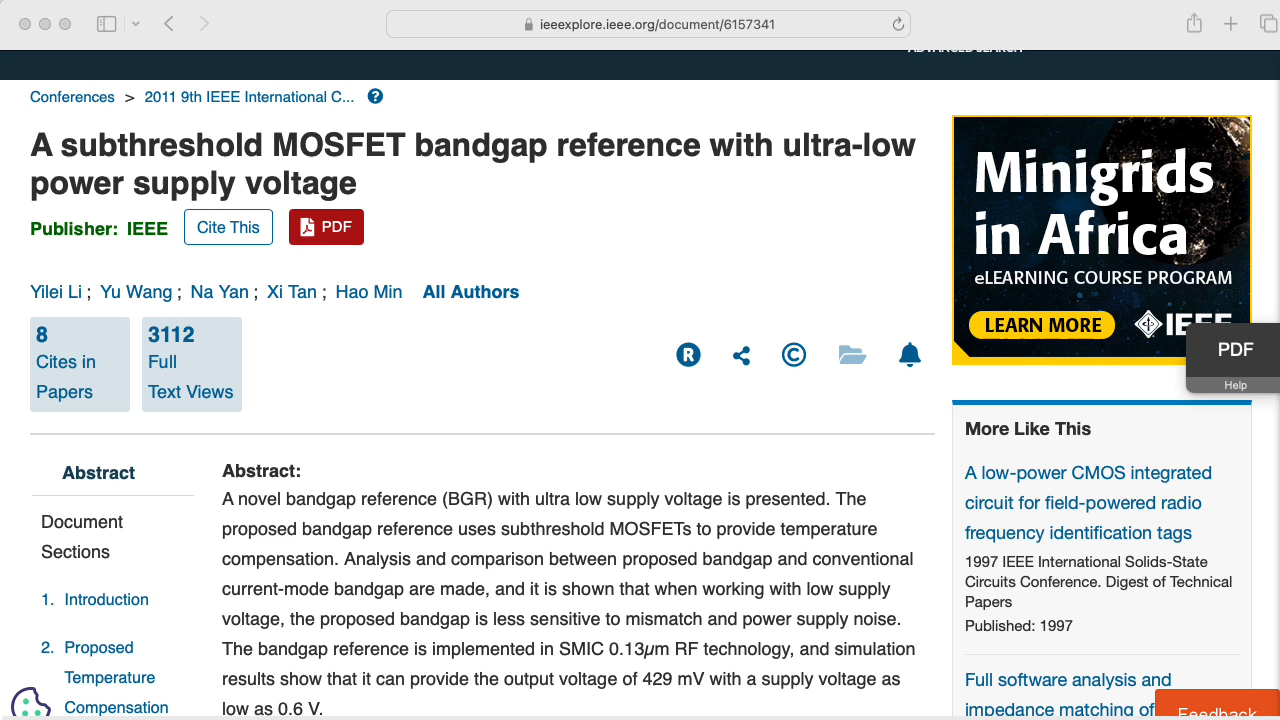 ieeexplore.ieee.org/document/6157341
ADVANCED SEARCH
Conferences > 2011 9th IEEE International C... ?
A subthreshold MOSFET bandgap reference with ultra-low
power supply voltage
Publisher: IEEE Cite This PDF
Yilei Li ; Yu Wang ; Na Yan ; Xi Tan ; Hao Min All Authors
8
Cites in
Papers
3112
Full
Text Views
R
©
Abstract
Document
Sections
1. Introduction
2. Proposed
Temperature
Compensation
Abstract:
A novel bandgap reference (BGR) with ultra low supply voltage is presented. The
proposed bandgap reference uses subthreshold MOSFETs to provide temperature
compensation. Analysis and comparison between proposed bandgap and conventional
current-mode bandgap are made, and it is shown that when working with low supply
voltage, the proposed bandgap is less sensitive to mismatch and power supply noise.
The bandgap reference is implemented in SMIC 0.13μm RF technology, and simulation
results show that it can provide the output voltage of 429 mV with a supply voltage as
low as 0.6 V.
Minigrids
in Africa
eLEARNING COURSE PROGRAM
LEARN MORE IEEE
PDF
Help
More Like This
A low-power CMOS integrated
circuit for field-powered radio
frequency identification tags
1997 IEEE International Solids-State
Circuits Conference. Digest of Technical
Papers
Published: 1997
Full software analysis and
impedance matching of
Feedback